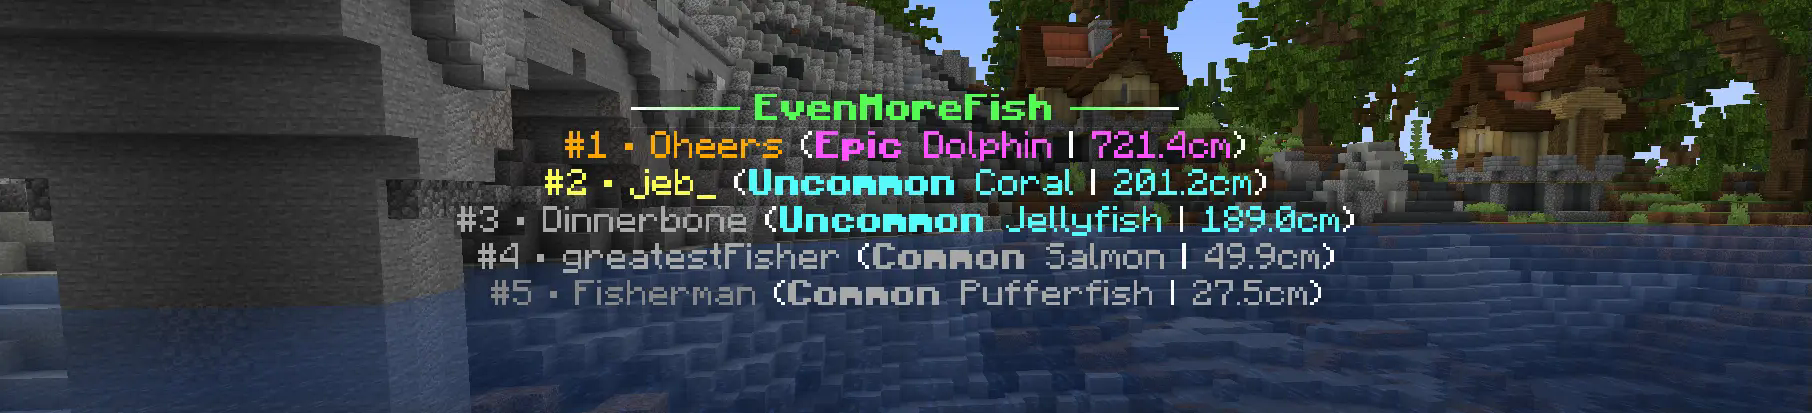 EvenMoreFish
#1 • Oheers (Epic Dolphin | 721.4cm)
#2 • jeb_ (Uncommon Coral | 201.2cm)
#3 • Dinnerbone (Uncommon Jellyfish | 189.0cm)
#4 • greatestFisher (Common Salmon | 49.9cm)
#5 • Fisherman (Common Pufferfish | 27.5cm)